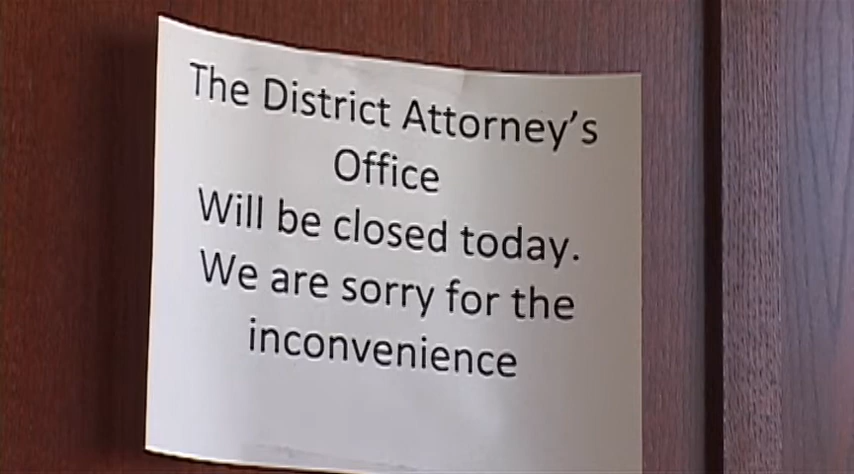 The District Attorney’s
Office
Will be closed today.
We are sorry for the
inconvenience